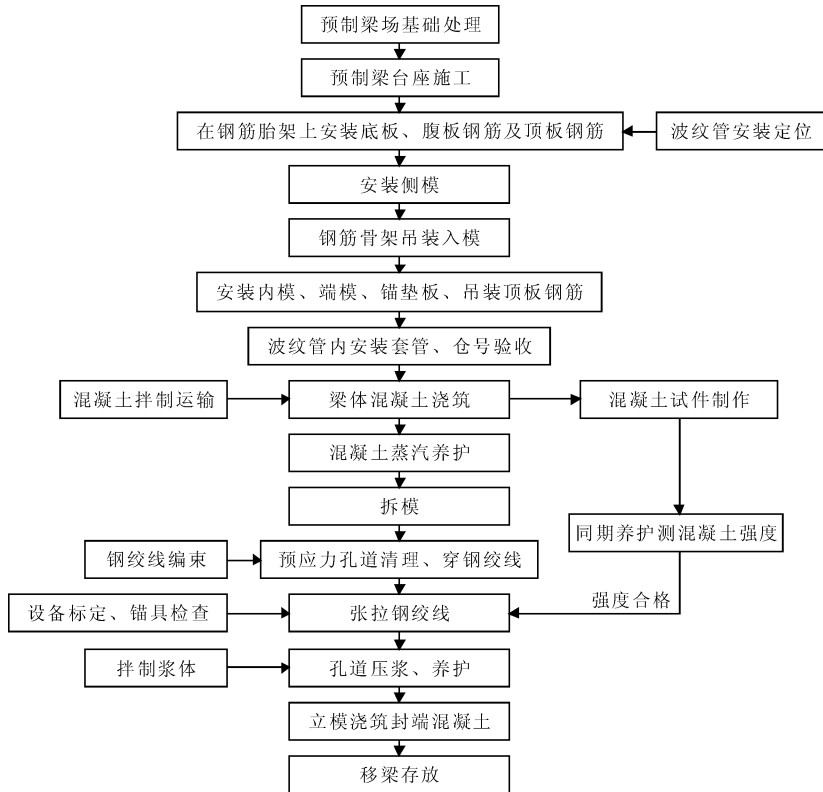 预制梁场基础处理
预制梁台座施工
在钢筋胎架上安装底板、腹板钢筋及顶板钢筋
波纹管安装定位
安装侧模
钢筋骨架吊装入模
安装内模、端模、锚垫板、吊装顶板钢筋
波纹管内安装套管、仓号验收
混凝土拌制运输
梁体混凝土浇筑
混凝土试件制作
混凝土蒸汽养护
拆模
同期养护测混凝土强度
钢绞线编束
预应力孔道清理、穿钢绞线
强度合格
设备标定、锚具检查
张拉钢绞线
拌制浆体
孔道压浆、养护
立模浇筑封端混凝土
移梁存放